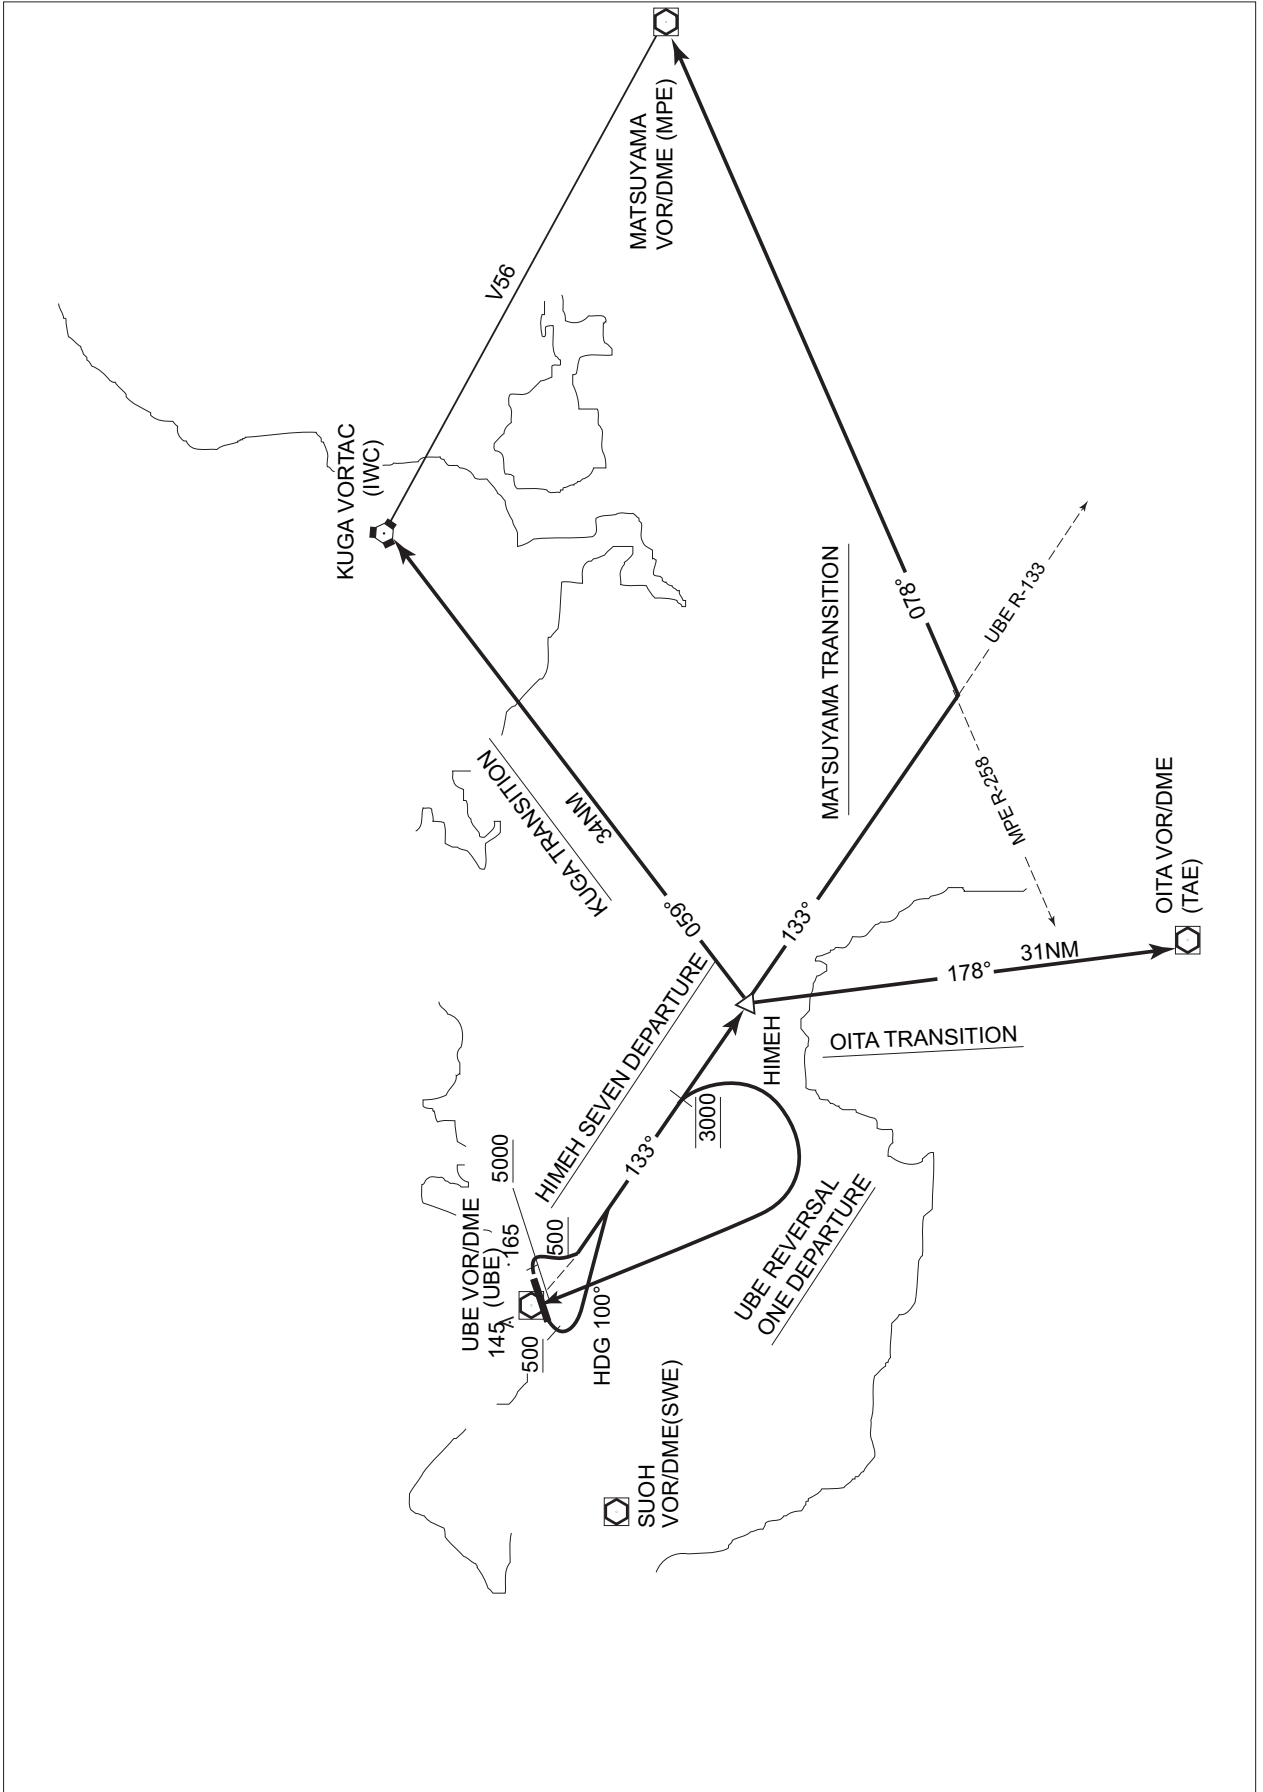 MATSUYAMA
VOR/DME (MPE)
V56
KUGA VORTAC
(IWC)
KUGA TRANSITION
34NM
059°
MATSUYAMA TRANSITION
078°
UBE R-133
MPE R-258
133°
OITA VOR/DME
(TAE)
31NM
178°
OITA TRANSITION
HIMEH
HIMEH SEVEN DEPARTURE
133°
3000
5000
500
165
UBE VOR/DME
(UBE)
145
500
HDG 100°
UBE REVERSAL
ONE DEPARTURE
SUOH
VOR/DME(SWE)